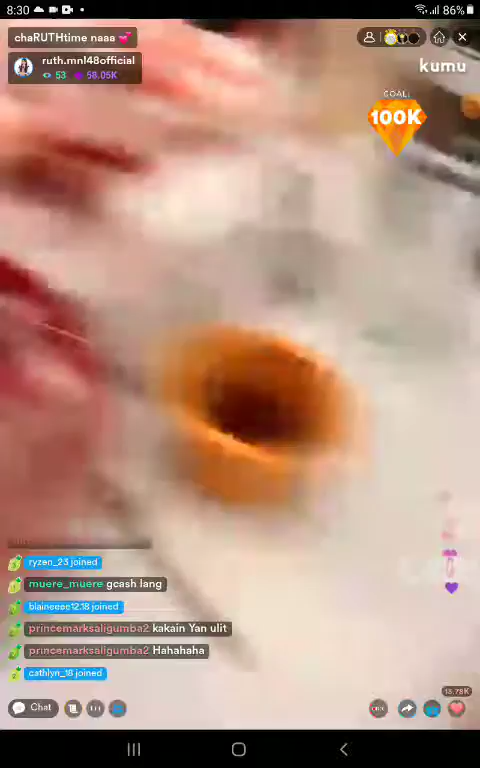 8:30
86%
chaRUTHtime naaa 💕
ruth.mnl48official
53 58.05K
kumu
GOAL:
100K
ryzen_23 joined
muere_muere gcash lang
blaineeee12.18 joined
princemarksaligumba2 kakain Yan ulit
princemarksaligumba2 Hahahaha
cathlyn_18 joined
13.78K
Chat